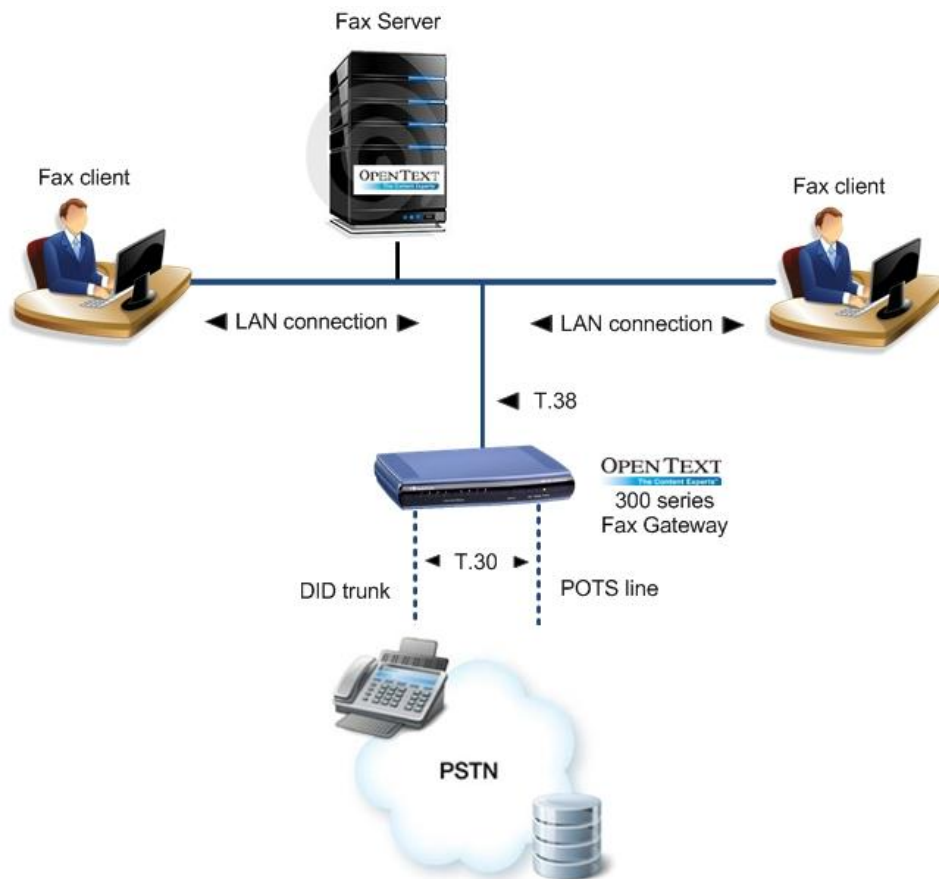 Fax Server
OPENTEXT
The Content Experts
Fax client
Fax client
LAN connection
LAN connection
T.38
OPENTEXT
The Content Experts™
300 series
Fax Gateway
T.30
DID trunk
POTS line
PSTN